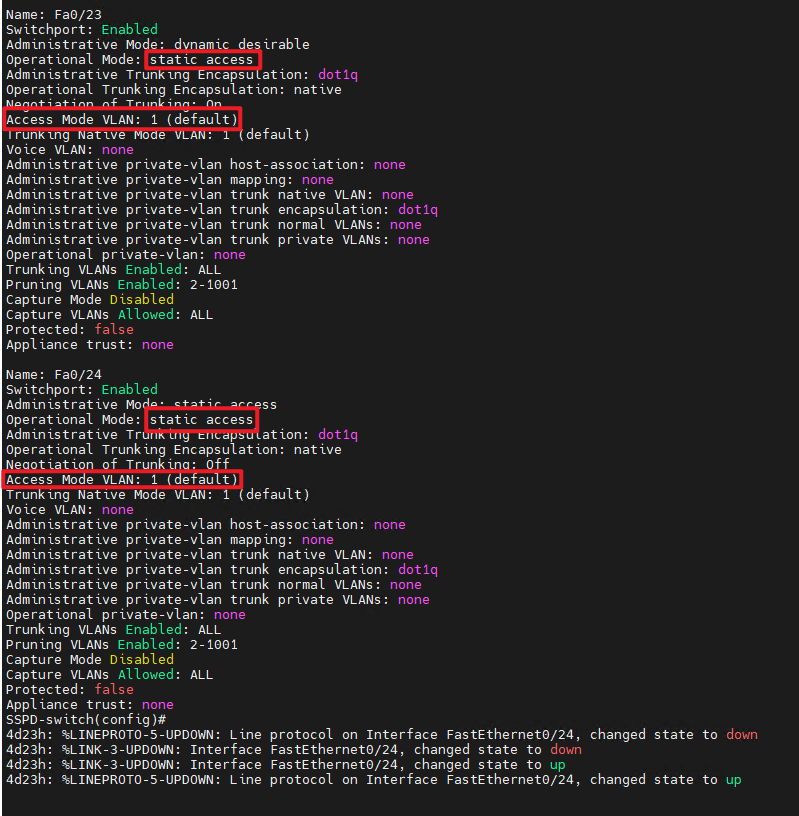 Name: Fa0/23
Switchport: Enabled
Administrative Mode: dynamic desirable
Operational Mode: static access
Administrative Trunking Encapsulation: dot1q
Operational Trunking Encapsulation: native
Negotiation of Trunking: On
Access Mode VLAN: 1 (default)
Trunking Native Mode VLAN: 1 (default)
Voice VLAN: none
Administrative private-vlan host-association: none
Administrative private-vlan mapping: none
Administrative private-vlan trunk native VLAN: none
Administrative private-vlan trunk encapsulation: dot1q
Administrative private-vlan trunk normal VLANs: none
Administrative private-vlan trunk private VLANs: none
Operational private-vlan: none
Trunking VLANs Enabled: ALL
Pruning VLANs Enabled: 2-1001
Capture Mode Disabled
Capture VLANs Allowed: ALL
Protected: false
Appliance trust: none
Name: Fa0/24
Switchport: Enabled
Administrative Mode: static access
Operational Mode: static access
Administrative Trunking Encapsulation: dot1q
Operational Trunking Encapsulation: native
Negotiation of Trunking: Off
Access Mode VLAN: 1 (default)
Trunking Native Mode VLAN: 1 (default)
Voice VLAN: none
Administrative private-vlan host-association: none
Administrative private-vlan mapping: none
Administrative private-vlan trunk native VLAN: none
Administrative private-vlan trunk encapsulation: dot1q
Administrative private-vlan trunk normal VLANs: none
Administrative private-vlan trunk private VLANs: none
Operational private-vlan: none
Trunking VLANs Enabled: ALL
Pruning VLANs Enabled: 2-1001
Capture Mode Disabled
Capture VLANs Allowed: ALL
Protected: false
Appliance trust: none
SSPD-switch(config)#
4d23h: %LINEPROTO-5-UPDOWN: Line protocol on Interface FastEthernet0/24, changed state to down
4d23h: %LINK-3-UPDOWN: Interface FastEthernet0/24, changed state to down
4d23h: %LINK-3-UPDOWN: Interface FastEthernet0/24, changed state to up
4d23h: %LINEPROTO-5-UPDOWN: Line protocol on Interface FastEthernet0/24, changed state to up